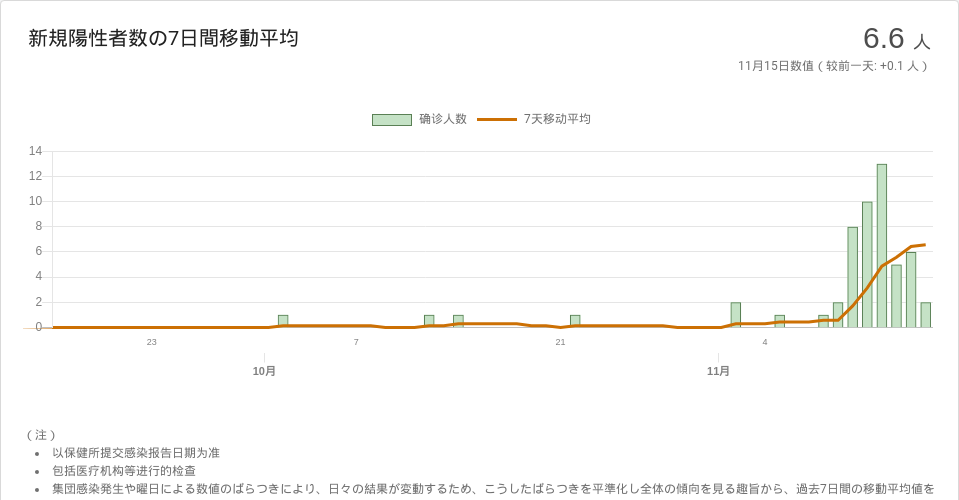 新規陽性者数の7日間移動平均
6.6 人
11月15日数值（较前一天: +0.1 人）
确诊人数 7天移动平均
14
12
10
8
6
4
2
0
23 7 21 4
10月 11月
（注）
以保健所提交感染报告日期为准
包括医疗机构等进行的检查
集団感染発生や曜日による数値のばらつきにより、日々の結果が変動するため、こうしたばらつきを平準化し全体の傾向を見る趣旨から、過去7日間の移動平均値を